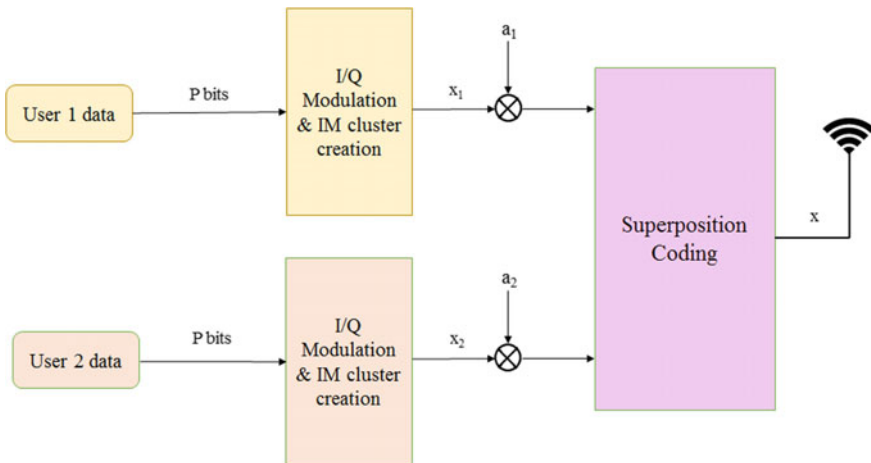 User 1 data
P bits
I/Q
Modulation
& IM cluster
creation
x₁
a₁
Superposition
Coding
x
User 2 data
P bits
I/Q
Modulation
& IM cluster
creation
x₂
a₂